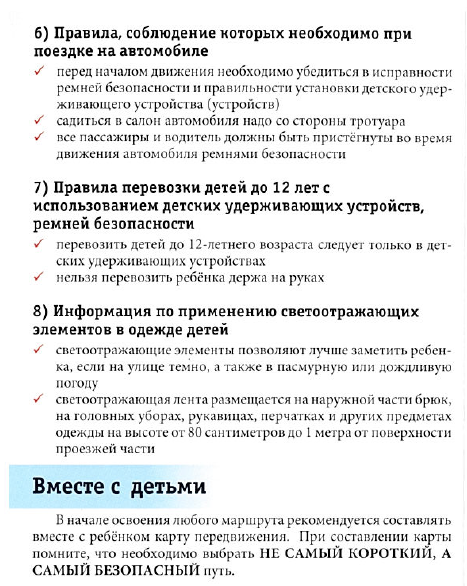 6) Правила, соблюдение которых необходимо при
поездке на автомобиле
✓ перед началом движения необходимо убедиться в исправности
ремней безопасности и правильности установки детского удер-
живающего устройства (устройств)
✓ садиться в салон автомобиля надо со стороны тротуара
✓ все пассажиры и водитель должны быть пристёгнуты во время
движения автомобиля ремнями безопасности
7) Правила перевозки детей до 12 лет с
использованием детских удерживающих устройств,
ремней безопасности
✓ перевозить детей до 12-летнего возраста следует только в дет-
ских удерживающих устройствах
✓ нельзя перевозить ребёнка держа на руках
8) Информация по применению светоотражающих
элементов в одежде детей
✓ светоотражающие элементы позволяют лучше заметить ребен-
ка, если на улице темно, а также в пасмурную или дождливую
погоду
✓ светоотражающая лента размещается на наружной части брюк,
на головных уборах, рукавицах, перчатках и других предметах
одежды на высоте от 80 сантиметров до 1 метра от поверхности
проезжей части
Вместе с детьми
В начале освоения любого маршрута рекомендуется составлять
вместе с ребёнком карту передвижения. При составлении карты
помните, что необходимо выбрать НЕ САМЫЙ КОРОТКИЙ, А
САМЫЙ БЕЗОПАСНЫЙ путь.